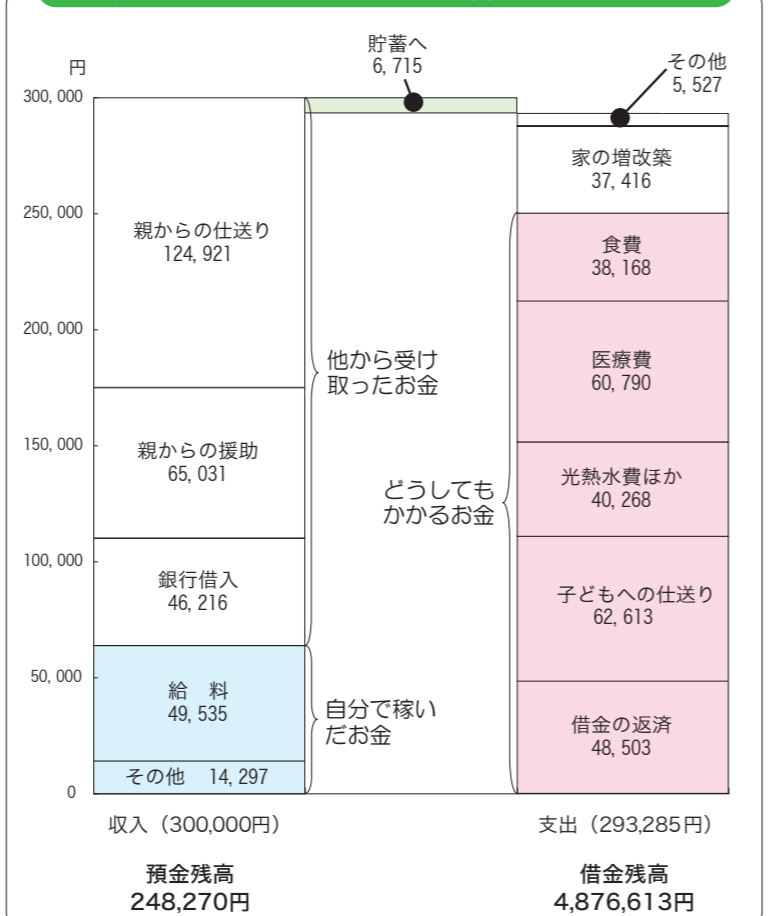 円
貯蓄へ
6,715
その他
5,527
300,000
250,000
200,000
150,000
100,000
50,000
0
親からの仕送り
124,921
親からの援助
65,031
銀行借入
46,216
給　料
49,535
その他　14,297
他から受け
取ったお金
自分で稼い
だお金
どうしても
かかるお金
家の増改築
37,416
食費
38,168
医療費
60,790
光熱水費ほか
40,268
子どもへの仕送り
62,613
借金の返済
48,503
収入（300,000円）
支出（293,285円）
預金残高
248,270円
借金残高
4,876,613円